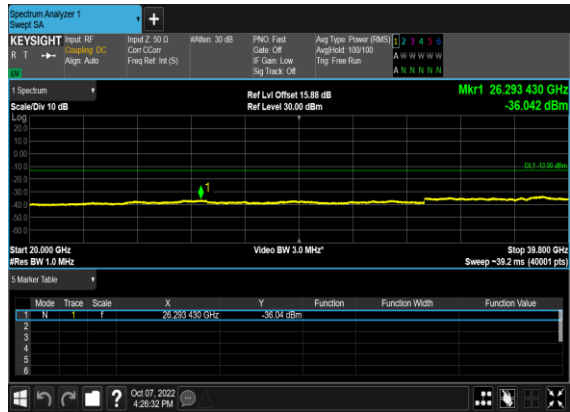 Spectrum Analyzer 1
Swept SA
KEYSIGHT Input: RF Input Z: 50 Ω #Atten: 30 dB PNO: Fast Avg Type: Power (RMS) 1 2 3 4 5 6
R T Coupling: DC Corr CCorr Gate: Off Avg|Hold: 100/100 A W W W W W
Align: Auto Freq Ref: Int (S) IF Gain: Low Trig: Free Run
Sig Track: Off A N N N N N
1 Spectrum Ref Lvl Offset 15.88 dB Mkr1 26.293 430 GHz
Scale/Div 10 dB Ref Level 30.00 dBm -36.042 dBm
Log
20.0
10.0
0.00
-10.0 DL1 -13.00 dBm
-20.0
-30.0 1
-40.0
-50.0
-60.0
Start 20.000 GHz Video BW 3.0 MHz* Stop 39.800 GHz
#Res BW 1.0 MHz Sweep ~39.2 ms (40001 pts)
5 Marker Table
Mode Trace Scale X Y Function Function Width Function Value
1 N 1 f 26.293 430 GHz -36.04 dBm
2
3
4
5
6
? Oct 07, 2022
4:26:32 PM